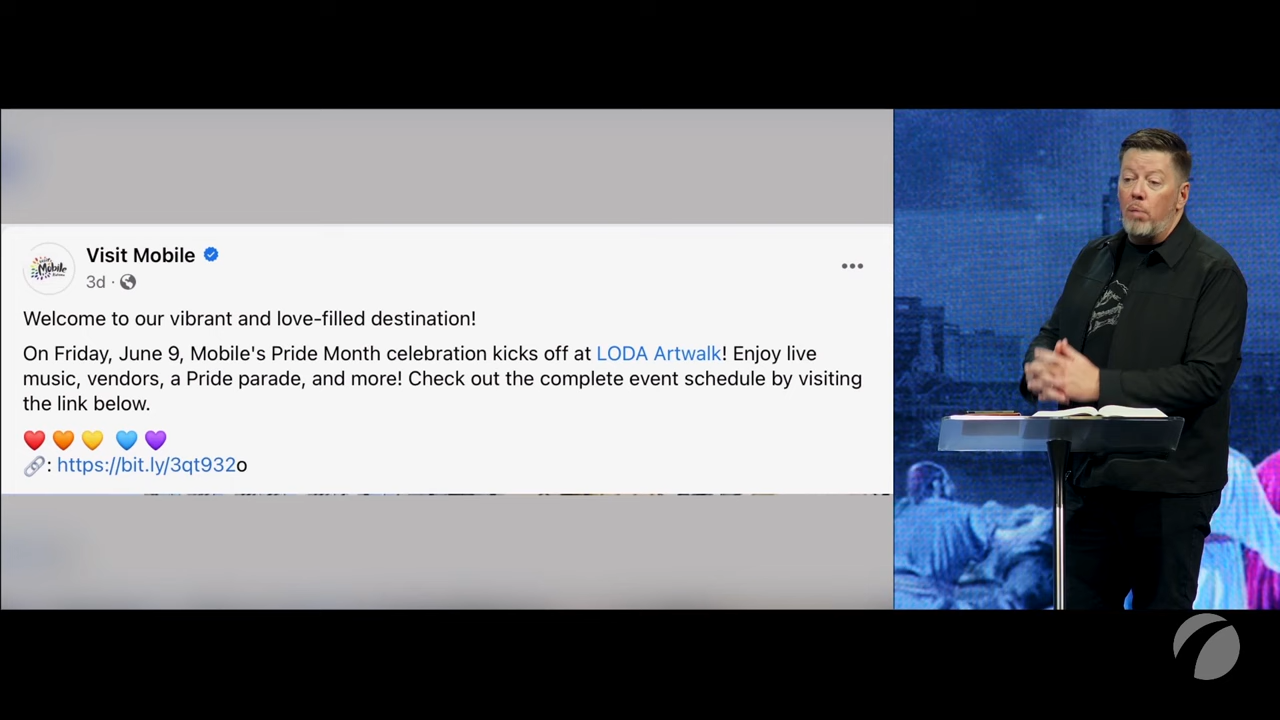 Visit Mobile
3d ·
Welcome to our vibrant and love-filled destination!
On Friday, June 9, Mobile's Pride Month celebration kicks off at LODA Artwalk! Enjoy live
music, vendors, a Pride parade, and more! Check out the complete event schedule by visiting
the link below.
❤️🧡💛 💙💜
🔗: https://bit.ly/3qt932o
Mobile